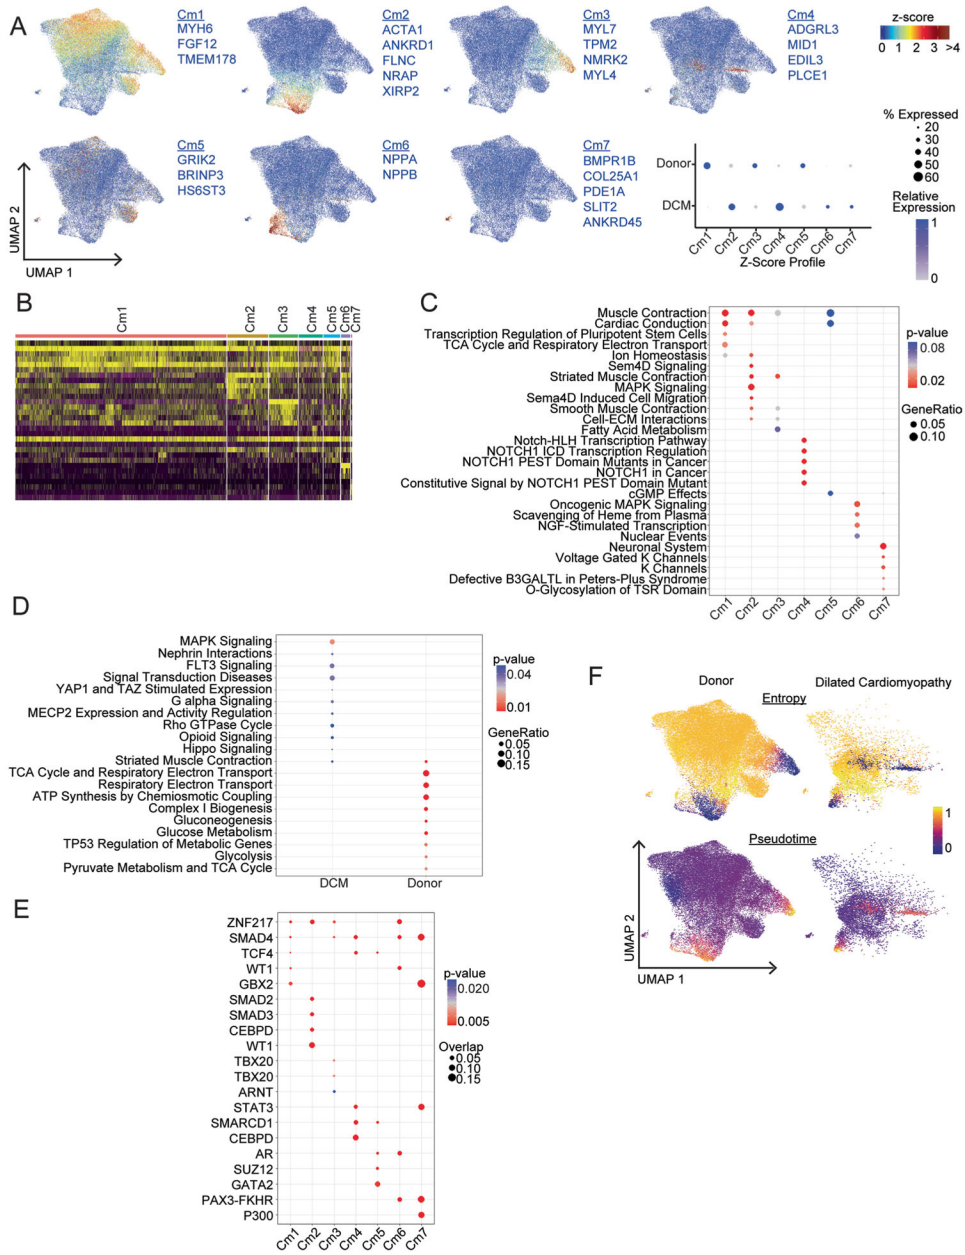 A
Cm1
MYH6
FGF12
TMEM178
Cm2
ACTA1
ANKRD1
FLNC
NRAP
XIRP2
Cm3
MYL7
TPM2
NMRK2
MYL4
Cm4
ADGRL3
MID1
EDIL3
PLCE1
z-score
0 1 2 3 >4
Cm5
GRIK2
BRINP3
HS6ST3
Cm6
NPPA
NPPB
Cm7
BMPR1B
COL25A1
PDE1A
SLIT2
ANKRD45
UMAP 2
UMAP 1
Donor
DCM
Cm1 Cm2 Cm3 Cm4 Cm5 Cm6 Cm7
Z-Score Profile
% Expressed
20
30
40
50
60
Relative
Expression
1
0
B
Cm1 Cm2 Cm3 Cm4 Cm5 Cm6 Cm7
C
Muscle Contraction
Cardiac Conduction
Transcription Regulation of Pluripotent Stem Cells
TCA Cycle and Respiratory Electron Transport
Ion Homeostasis
Sem4D Signaling
Striated Muscle Contraction
MAPK Signaling
Sema4D Induced Cell Migration
Smooth Muscle Contraction
Cell-ECM Interactions
Fatty Acid Metabolism
Notch-HLH Transcription Pathway
NOTCH1 ICD Transcription Regulation
NOTCH1 PEST Domain Mutants in Cancer
NOTCH1 in Cancer
Constitutive Signal by NOTCH1 PEST Domain Mutant
cGMP Effects
Oncogenic MAPK Signaling
Scavenging of Heme from Plasma
NGF-Stimulated Transcription
Nuclear Events
Neuronal System
Voltage Gated K Channels
K Channels
Defective B3GALTL in Peters-Plus Syndrome
O-Glycosylation of TSR Domain
Cm1 Cm2 Cm3 Cm4 Cm5 Cm6 Cm7
p-value
0.08
0.02
GeneRatio
0.05
0.10
D
MAPK Signaling
Nephrin Interactions
FLT3 Signaling
Signal Transduction Diseases
YAP1 and TAZ Stimulated Expression
G alpha Signaling
MECP2 Expression and Activity Regulation
Rho GTPase Cycle
Opioid Signaling
Hippo Signaling
Striated Muscle Contraction
TCA Cycle and Respiratory Electron Transport
Respiratory Electron Transport
ATP Synthesis by Chemiosmotic Coupling
Complex I Biogenesis
Gluconeogenesis
Glucose Metabolism
TP53 Regulation of Metabolic Genes
Glycolysis
Pyruvate Metabolism and TCA Cycle
DCM Donor
p-value
0.04
0.01
GeneRatio
0.05
0.10
0.15
E
ZNF217
SMAD4
TCF4
WT1
GBX2
SMAD2
SMAD3
CEBPD
WT1
TBX20
TBX20
ARNT
STAT3
SMARCD1
CEBPD
AR
SUZ12
GATA2
PAX3-FKHR
P300
Cm1 Cm2 Cm3 Cm4 Cm5 Cm6 Cm7
p-value
0.020
0.005
Overlap
0.05
0.10
0.15
F
Donor Dilated Cardiomyopathy
Entropy
1
0
Pseudotime
UMAP 2
UMAP 1